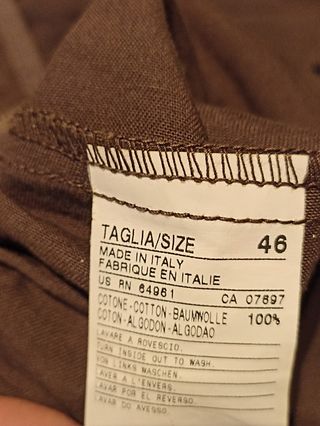 TAGLIA/SIZE 46
MADE IN ITALY
FABRIQUE EN ITALIE
US RN 64961 CA 07697
COTONE-COTTON-BAUMWOLLE 100%
COTON-ALGODON-ALGODAO
LAVARE A ROVESCIO.
TURN INSIDE OUT TO WASH.
FOR LINKS WASCHEN.
LAVER A L'ENVERS.
LAVAR POR EL REVERSO.
LAVAR DO AVESSO.